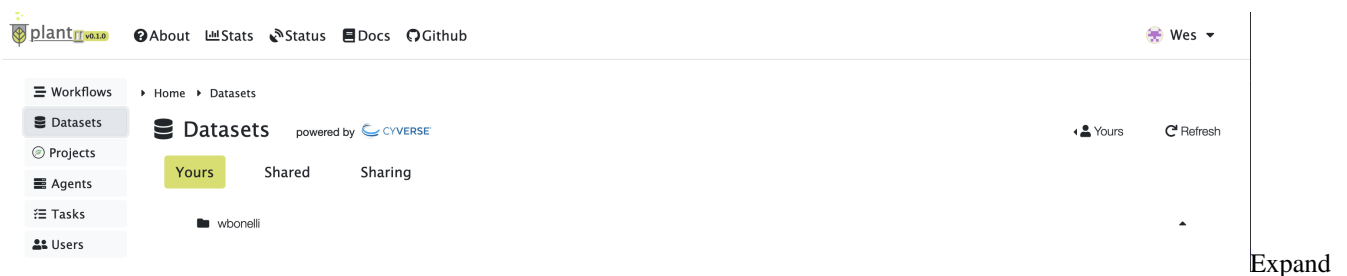 plantIT v0.1.0 About Stats Status Docs Github Wes
Workflows
Datasets
Projects
Agents
Tasks
Users
Home Datasets
Datasets powered by CYVERSE Yours Refresh
Yours Shared Sharing
wbonelli
Expand